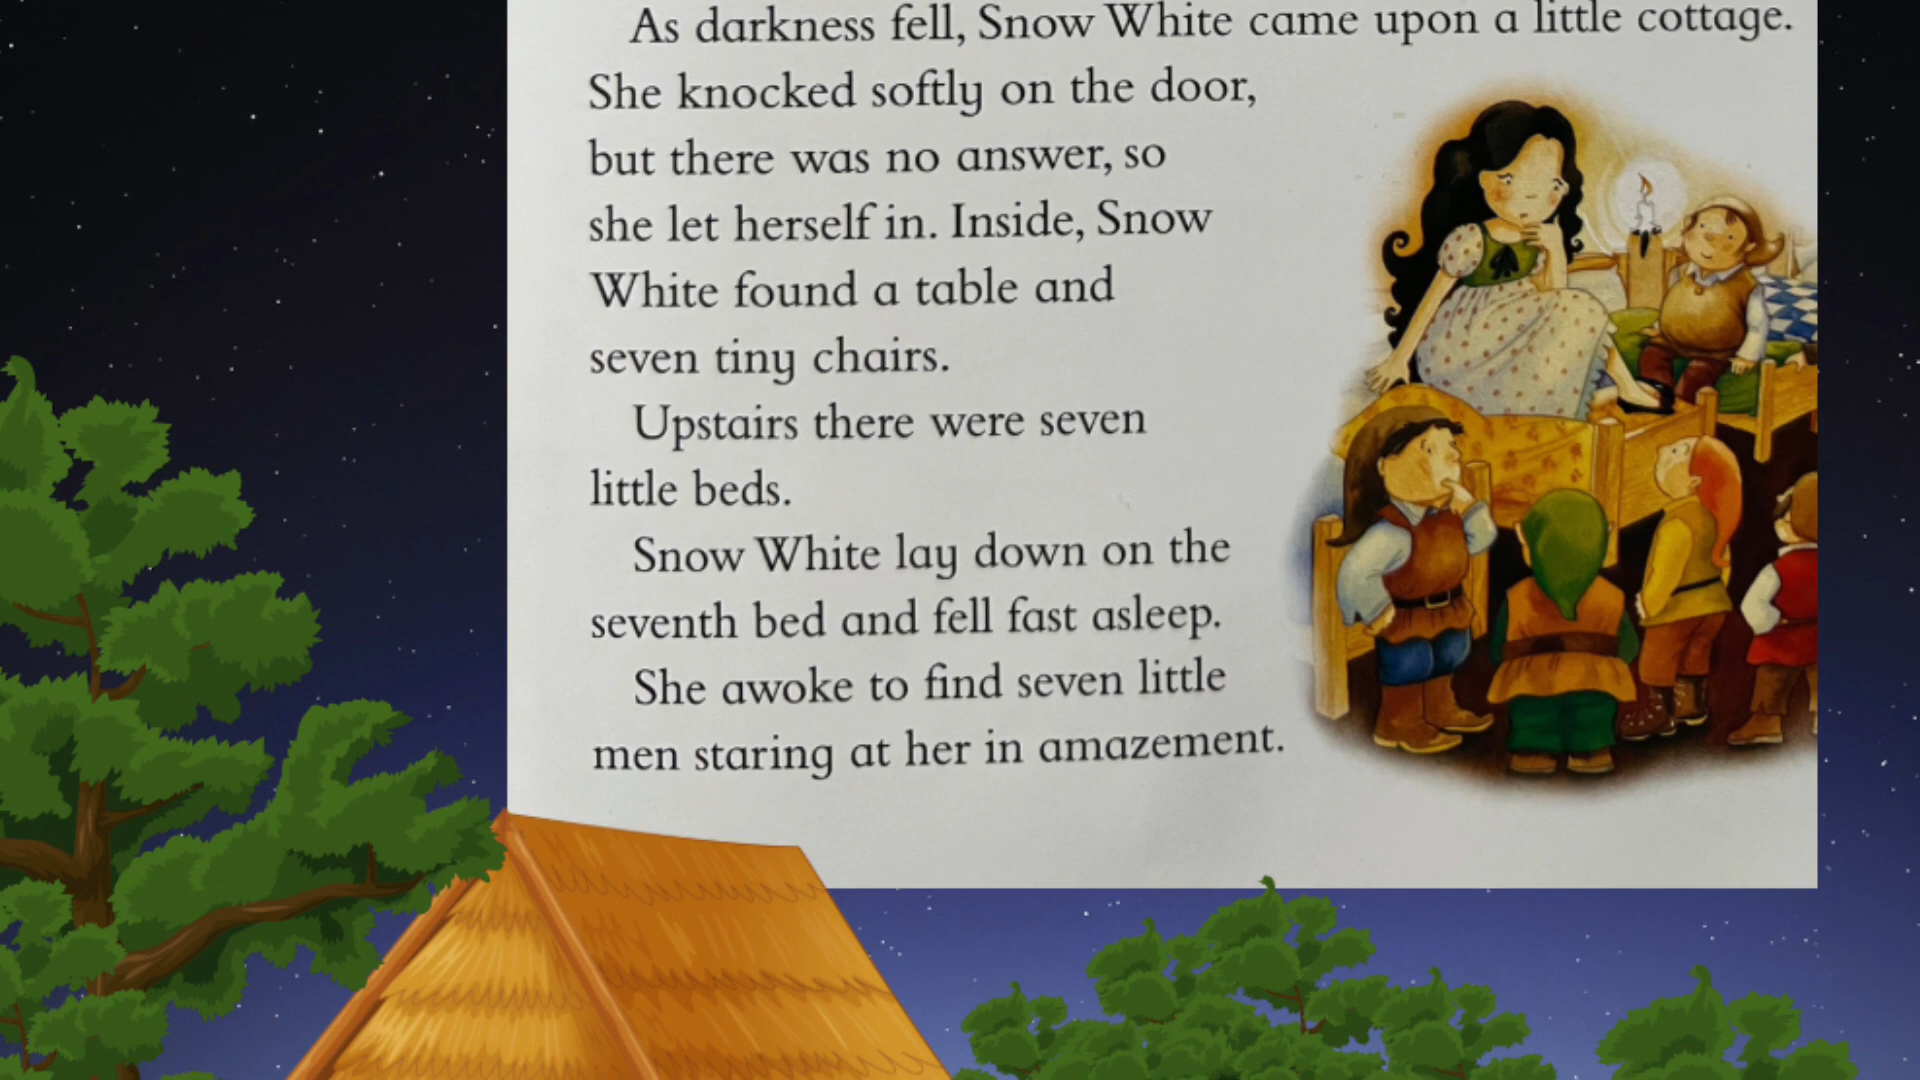 As darkness fell, Snow White came upon a little cottage.
She knocked softly on the door,
but there was no answer, so
she let herself in. Inside, Snow
White found a table and
seven tiny chairs.
Upstairs there were seven
little beds.
Snow White lay down on the
seventh bed and fell fast asleep.
She awoke to find seven little
men staring at her in amazement.